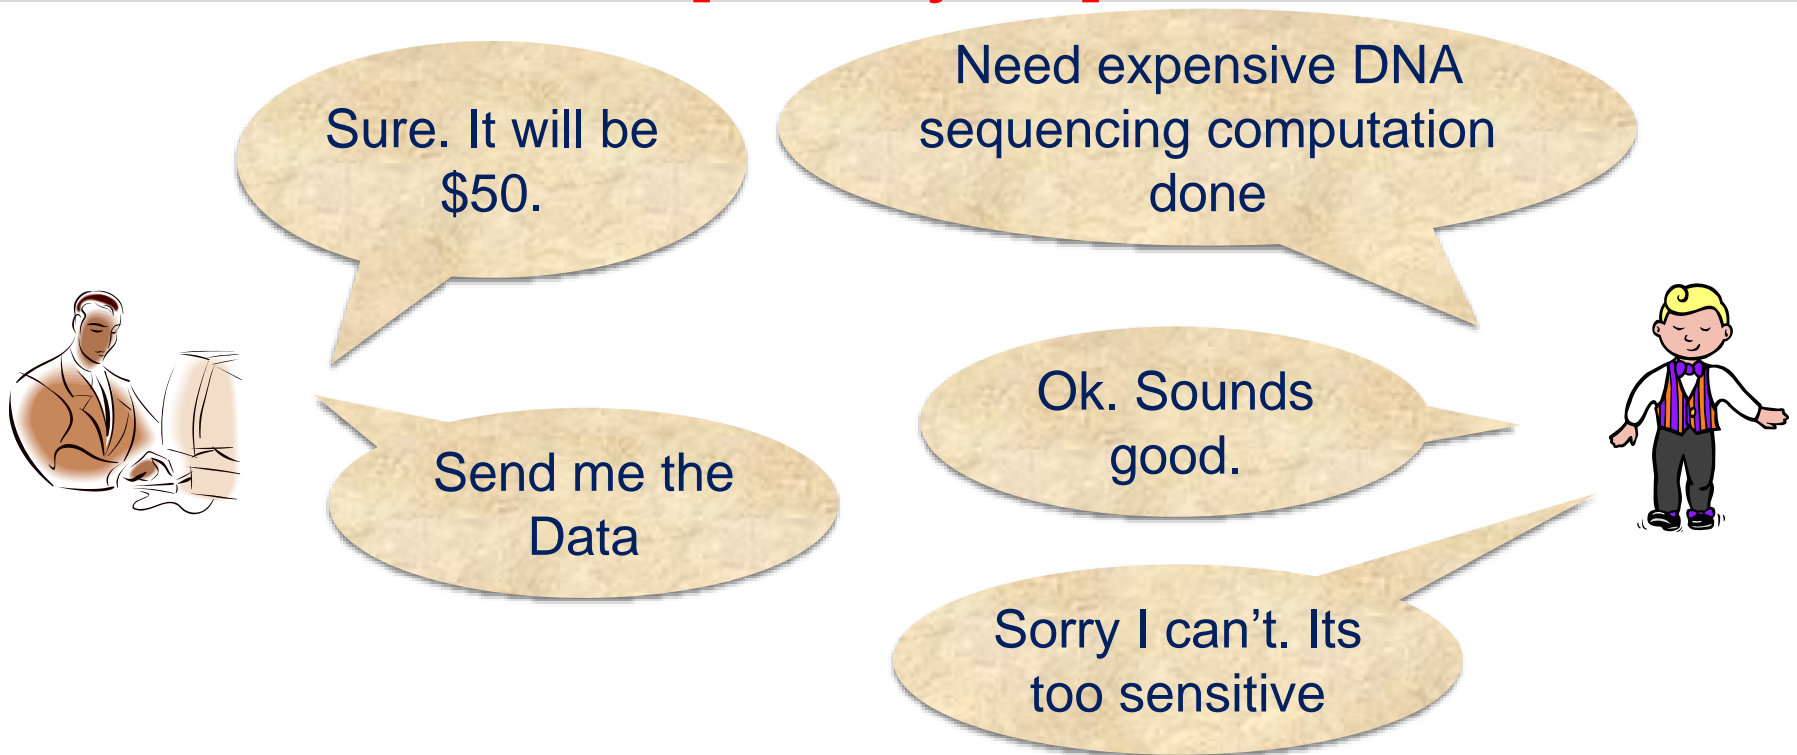 Need expensive DNA
sequencing computation
done
Sure. It will be
$50.
Ok. Sounds
good.
Send me the
Data
Sorry I can’t. Its
too sensitive